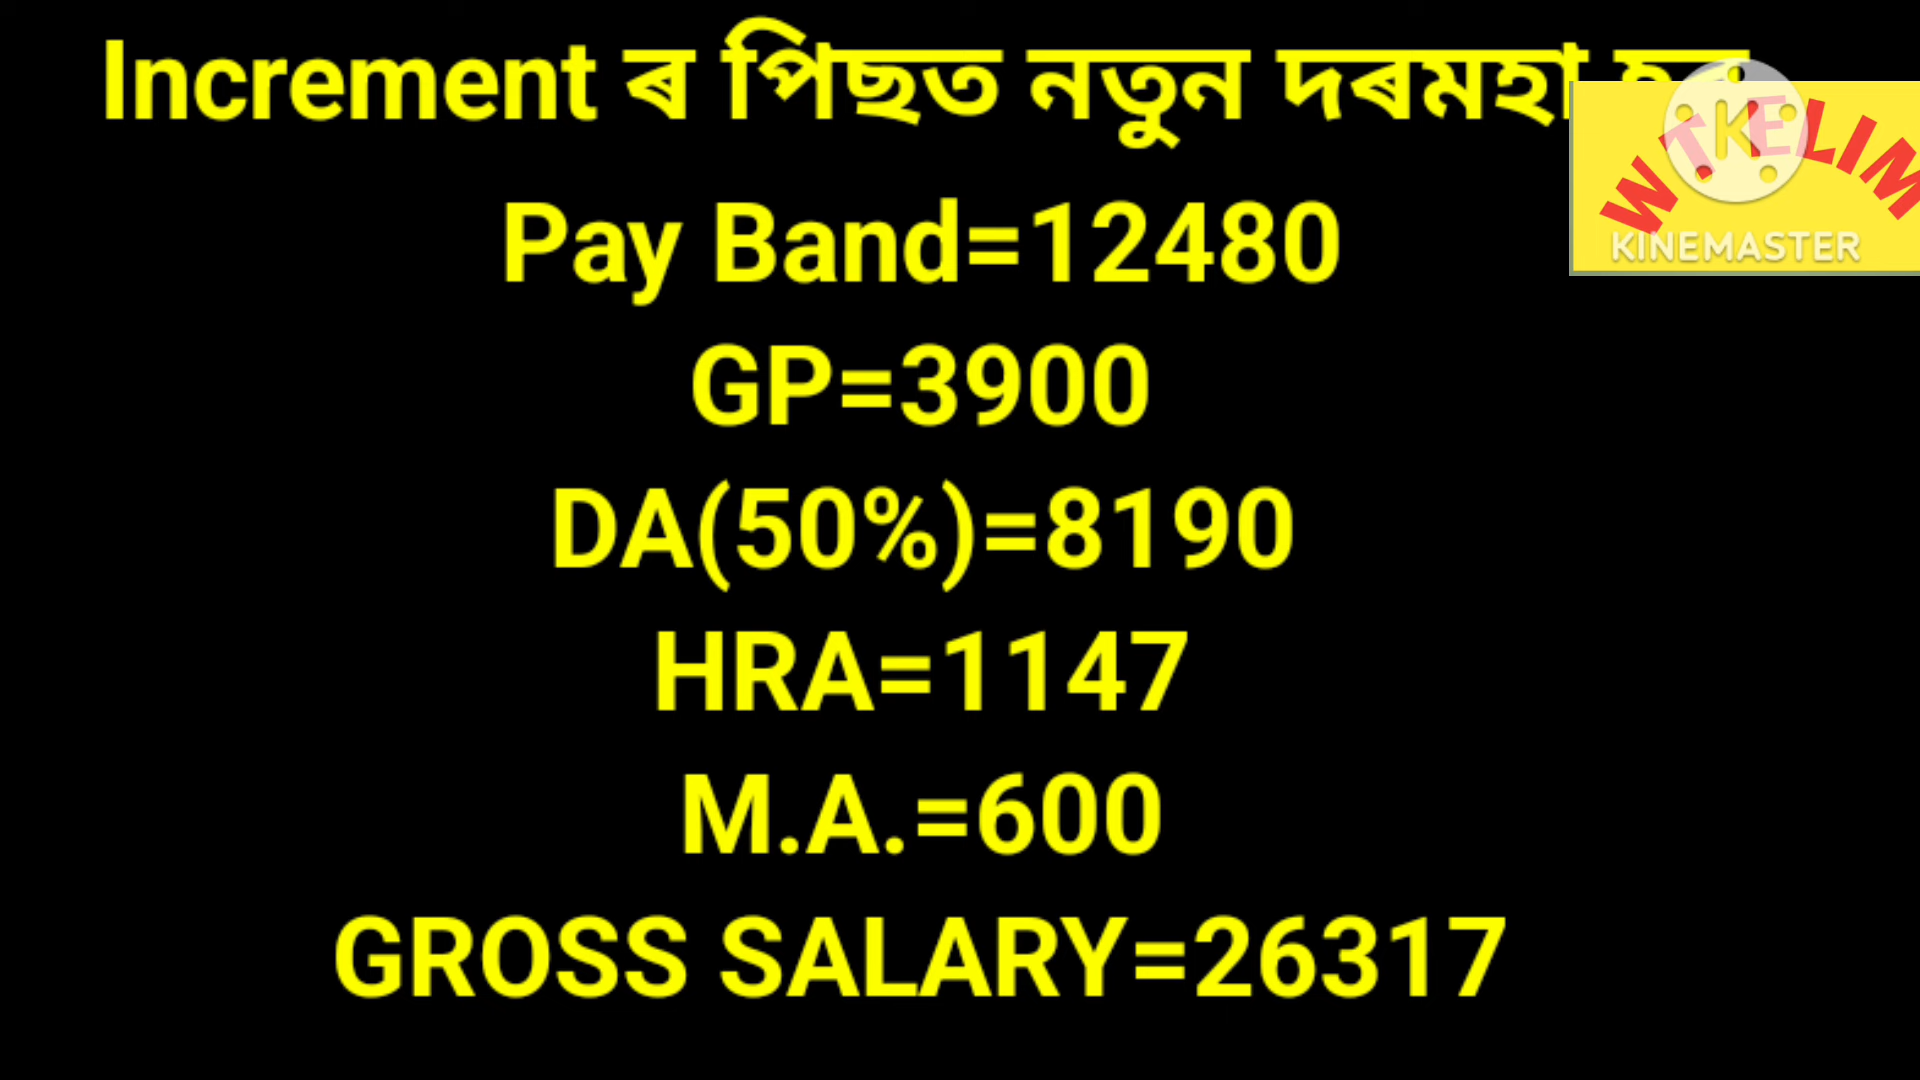 Increment ৰ পিছত নতুন দৰমহা
Pay Band=12480
GP=3900
DA(50%)=8190
HRA=1147
M.A.=600
GROSS SALARY=26317
KINEMASTER